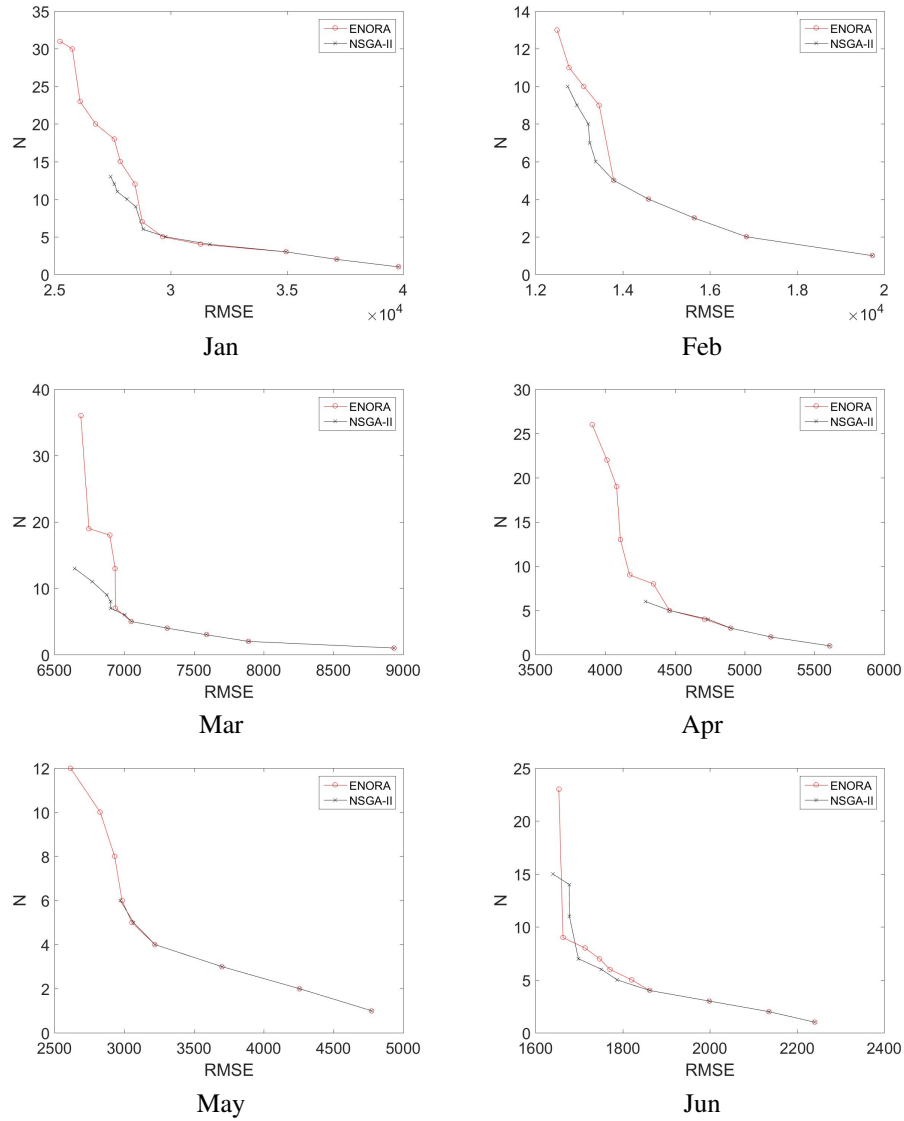 35
30
25
20
15
10
5
0
N
ENORA
NSGA-II
2.5 3 3.5 4
RMSE
×10⁴
Jan
14
12
10
8
6
4
2
0
N
ENORA
NSGA-II
1.2 1.4 1.6 1.8 2
RMSE
×10⁴
Feb
40
30
20
10
0
N
ENORA
NSGA-II
6500 7000 7500 8000 8500 9000
RMSE
Mar
30
25
20
15
10
5
0
N
ENORA
NSGA-II
3500 4000 4500 5000 5500 6000
RMSE
Apr
12
10
8
6
4
2
0
N
ENORA
NSGA-II
2500 3000 3500 4000 4500 5000
RMSE
May
25
20
15
10
5
0
N
ENORA
NSGA-II
1600 1800 2000 2200 2400
RMSE
Jun